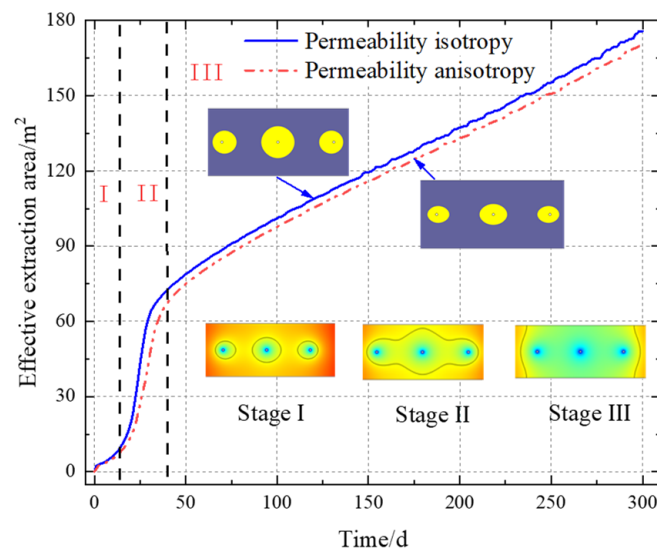 180
150
120
90
60
30
0
Effective extraction area/m²
Permeability isotropy
Permeability anisotropy
I
II
III
Stage I
Stage II
Stage III
0
50
100
150
200
250
300
Time/d